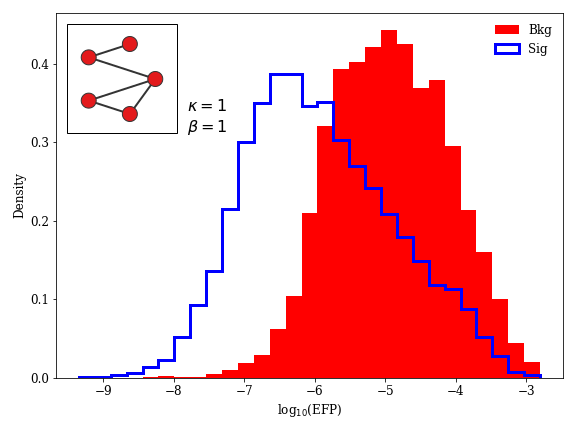 Bkg
Sig
κ = 1
β = 1
Density
0.4
0.3
0.2
0.1
0.0
−9 −8 −7 −6 −5 −4 −3
log10(EFP)